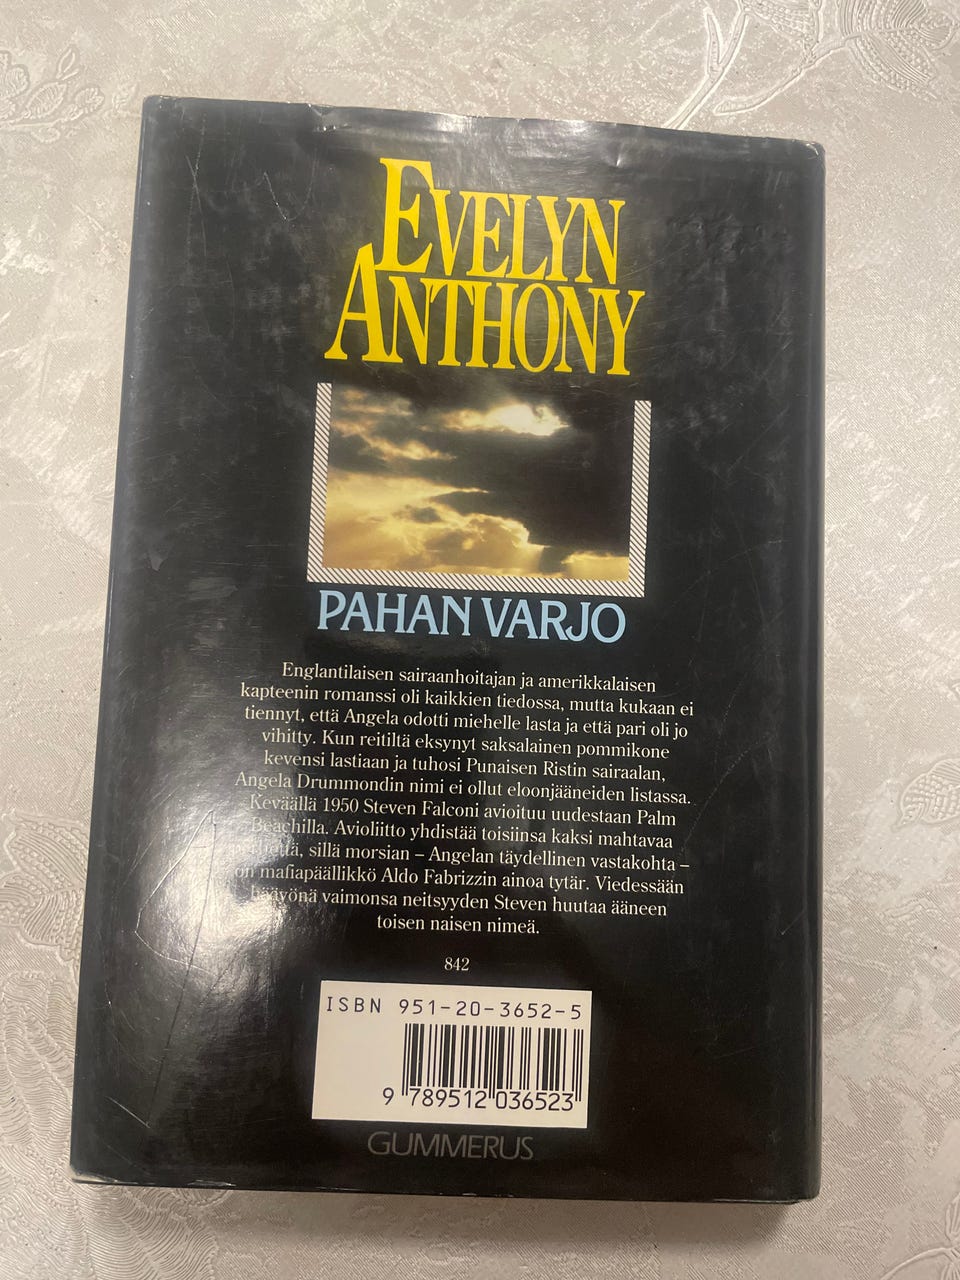 EVELYN
ANTHONY
PAHAN VARJO
Englantilaisen sairaanhoitajan ja amerikkalaisen
kapteenin romanssi oli kaikkien tiedossa, mutta kukaan ei
tiennyt, että Angela odotti miehelle lasta ja että pari oli jo
vihitty. Kun reitiltä eksynyt saksalainen pommikone
kevensi lastiaan ja tuhosi Punaisen Ristin sairaalan,
Angela Drummondin nimi ei ollut eloonjääneiden listassa.
Keväällä 1950 Steven Falconi avioituu uudestaan Palm
Beachilla. Avioliitto yhdistää toisiinsa kaksi mahtavaa
perhettä, sillä morsian – Angelan täydellinen vastakohta –
on mafiapäällikkö Aldo Fabrizzin ainoa tytär. Viedessään
hääyönä vaimonsa neitsyyden Steven huutaa ääneen
toisen naisen nimeä.
842
ISBN 951-20-3652-5
9 789512 036523
GUMMERUS